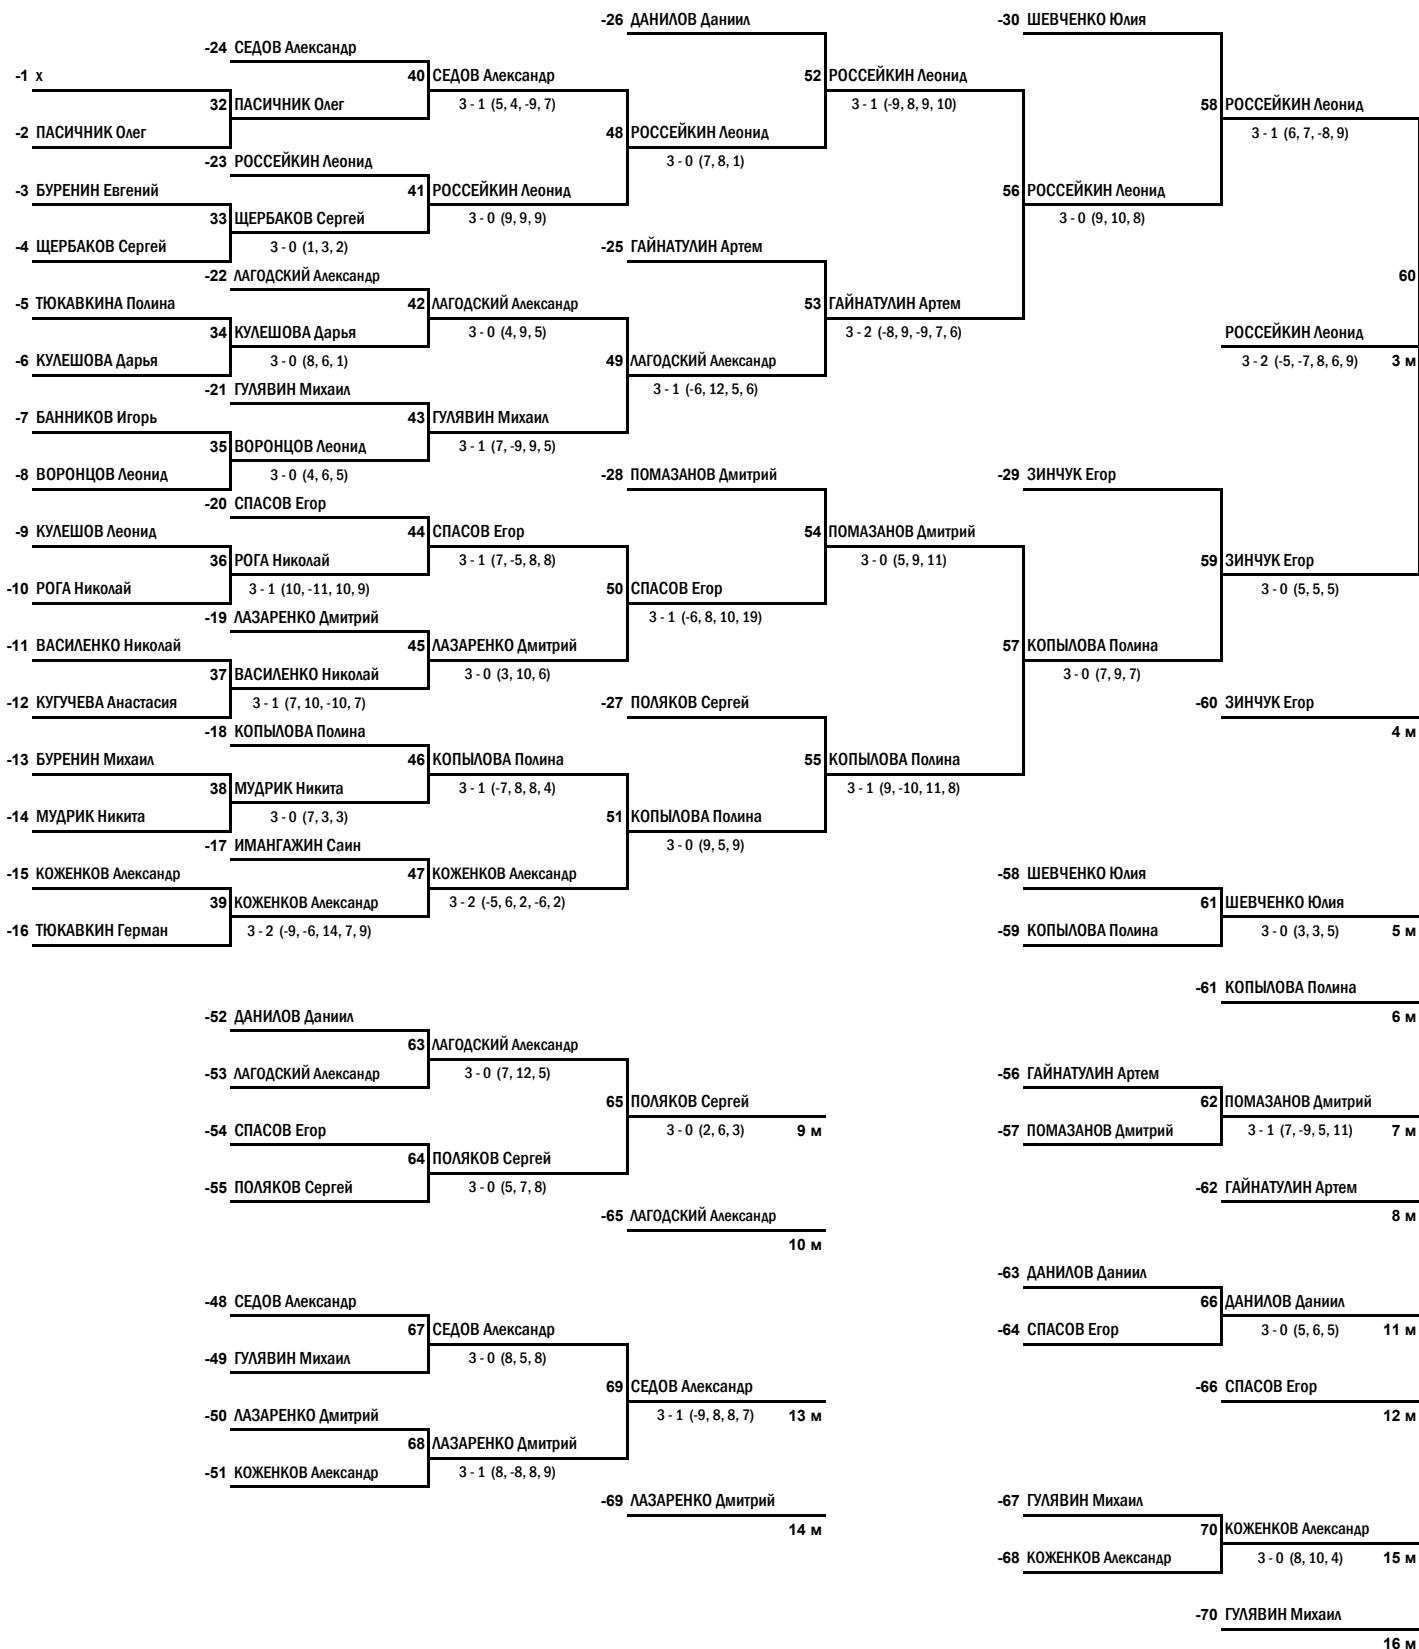 -26 ДАНИЛОВ Даниил
-30 ШЕВЧЕНКО Юлия
-24 СЕДОВ Александр
-1 х
40 СЕДОВ Александр
52 РОССЕЙКИН Леонид
32 ПАСИЧНИК Олег
3 - 1 (5, 4, -9, 7)
3 - 1 (-9, 8, 9, 10)
58 РОССЕЙКИН Леонид
-2 ПАСИЧНИК Олег
48 РОССЕЙКИН Леонид
3 - 1 (6, 7, -8, 9)
-23 РОССЕЙКИН Леонид
3 - 0 (7, 8, 1)
-3 БУРЕНИН Евгений
41 РОССЕЙКИН Леонид
56 РОССЕЙКИН Леонид
33 ЩЕРБАКОВ Сергей
3 - 0 (9, 9, 9)
3 - 0 (9, 10, 8)
-4 ЩЕРБАКОВ Сергей
3 - 0 (1, 3, 2)
-25 ГАЙНАТУЛИН Артем
-22 ЛАГОДСКИЙ Александр
60
-5 ТЮКАВКИНА Полина
42 ЛАГОДСКИЙ Александр
53 ГАЙНАТУЛИН Артем
34 КУЛЕШОВА Дарья
3 - 0 (4, 9, 5)
3 - 2 (-8, 9, -9, 7, 6)
РОССЕЙКИН Леонид
-6 КУЛЕШОВА Дарья
3 - 0 (8, 6, 1)
49 ЛАГОДСКИЙ Александр
3 - 2 (-5, -7, 8, 6, 9) 3 м
-21 ГУЛЯВИН Михаил
3 - 1 (-6, 12, 5, 6)
-7 БАННИКОВ Игорь
43 ГУЛЯВИН Михаил
35 ВОРОНЦОВ Леонид
3 - 1 (7, -9, 9, 5)
-8 ВОРОНЦОВ Леонид
3 - 0 (4, 6, 5)
-28 ПОМАЗАНОВ Дмитрий
-29 ЗИНЧУК Егор
-20 СПАСОВ Егор
-9 КУЛЕШОВ Леонид
44 СПАСОВ Егор
54 ПОМАЗАНОВ Дмитрий
36 РОГА Николай
3 - 1 (7, -5, 8, 8)
3 - 0 (5, 9, 11)
59 ЗИНЧУК Егор
-10 РОГА Николай
3 - 1 (10, -11, 10, 9)
50 СПАСОВ Егор
3 - 0 (5, 5, 5)
-19 ЛАЗАРЕНКО Дмитрий
3 - 1 (-6, 8, 10, 19)
-11 ВАСИЛЕНКО Николай
45 ЛАЗАРЕНКО Дмитрий
57 КОПЫЛОВА Полина
37 ВАСИЛЕНКО Николай
3 - 0 (3, 10, 6)
3 - 0 (7, 9, 7)
-12 КУГУЧЕВА Анастасия
3 - 1 (7, 10, -10, 7)
-27 ПОЛЯКОВ Сергей
-60 ЗИНЧУК Егор
-18 КОПЫЛОВА Полина
4 м
-13 БУРЕНИН Михаил
46 КОПЫЛОВА Полина
55 КОПЫЛОВА Полина
38 МУДРИК Никита
3 - 1 (-7, 8, 8, 4)
3 - 1 (9, -10, 11, 8)
-14 МУДРИК Никита
3 - 0 (7, 3, 3)
51 КОПЫЛОВА Полина
-17 ИМАНГАЖИН Саин
3 - 0 (9, 5, 9)
-15 КОЖЕНКОВ Александр
47 КОЖЕНКОВ Александр
-58 ШЕВЧЕНКО Юлия
39 КОЖЕНКОВ Александр
3 - 2 (-5, 6, 2, -6, 2)
61 ШЕВЧЕНКО Юлия
-16 ТЮКАВКИН Герман
3 - 2 (-9, -6, 14, 7, 9)
-59 КОПЫЛОВА Полина
3 - 0 (3, 3, 5) 5 м
-61 КОПЫЛОВА Полина
-52 ДАНИЛОВ Даниил
6 м
63 ЛАГОДСКИЙ Александр
-53 ЛАГОДСКИЙ Александр
3 - 0 (7, 12, 5)
-56 ГАЙНАТУЛИН Артем
65 ПОЛЯКОВ Сергей
62 ПОМАЗАНОВ Дмитрий
-54 СПАСОВ Егор
3 - 0 (2, 6, 3) 9 м
-57 ПОМАЗАНОВ Дмитрий
3 - 1 (7, -9, 5, 11) 7 м
64 ПОЛЯКОВ Сергей
-55 ПОЛЯКОВ Сергей
3 - 0 (5, 7, 8)
-62 ГАЙНАТУЛИН Артем
-65 ЛАГОДСКИЙ Александр
8 м
10 м
-63 ДАНИЛОВ Даниил
-48 СЕДОВ Александр
66 ДАНИЛОВ Даниил
67 СЕДОВ Александр
-64 СПАСОВ Егор
3 - 0 (5, 6, 5) 11 м
-49 ГУЛЯВИН Михаил
3 - 0 (8, 5, 8)
69 СЕДОВ Александр
-66 СПАСОВ Егор
-50 ЛАЗАРЕНКО Дмитрий
3 - 1 (-9, 8, 8, 7) 13 м
12 м
68 ЛАЗАРЕНКО Дмитрий
-51 КОЖЕНКОВ Александр
3 - 1 (8, -8, 8, 9)
-69 ЛАЗАРЕНКО Дмитрий
-67 ГУЛЯВИН Михаил
14 м
70 КОЖЕНКОВ Александр
-68 КОЖЕНКОВ Александр
3 - 0 (8, 10, 4) 15 м
-70 ГУЛЯВИН Михаил
16 м